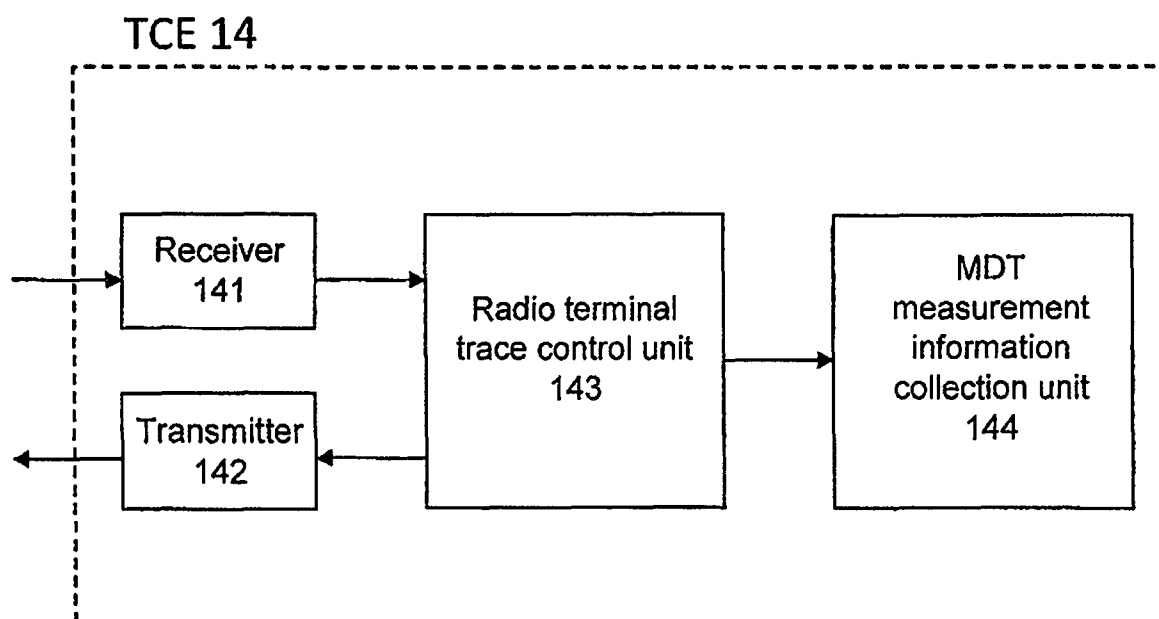 TCE 14
Receiver
141
Transmitter
142
Radio terminal
trace control unit
143
MDT
measurement
information
collection unit
144